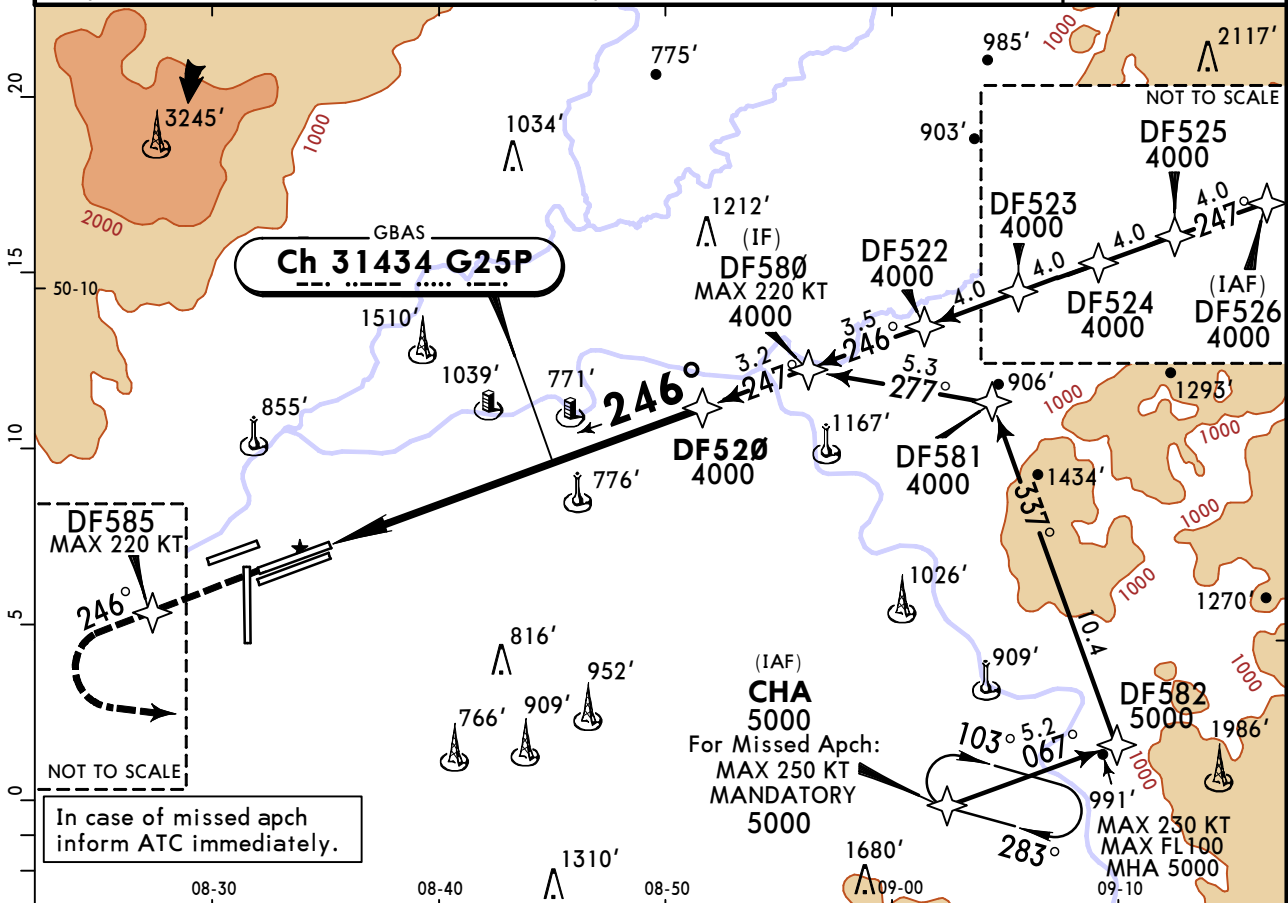 985'
1000
2117'
775'
20
NOT TO SCALE
3245'
1000
1034'
903'
DF525
4000
2000
1212'
DF523
4000
4.0
247°
GBAS
Ch 31434 G25P
(IF)
DF580
MAX 220 KT
4000
DF522
4000
4.0
4.0
4.0
15
50-10
DF524
4000
(IAF)
DF526
4000
1510'
3.5
246°
3.2
247°
5.3
277°
1039'
771'
246°
906'
1293'
1000
855'
1167'
1000
10
DF520
4000
DF581
4000
776'
1434'
337°
1000
DF585
MAX 220 KT
246°
1026'
1000
1270'
5
10.4
816'
909'
1000
952'
(IAF)
CHA
5000
For Missed Apch:
MAX 250 KT
MANDATORY
5000
DF582
5000
766'
909'
103°
5.2
067°
1986'
NOT TO SCALE
1000
0
991'
In case of missed apch
inform ATC immediately.
283°
MAX 230 KT
MAX FL100
MHA 5000
1310'
1680'
08-30
08-40
08-50
09-00
09-10